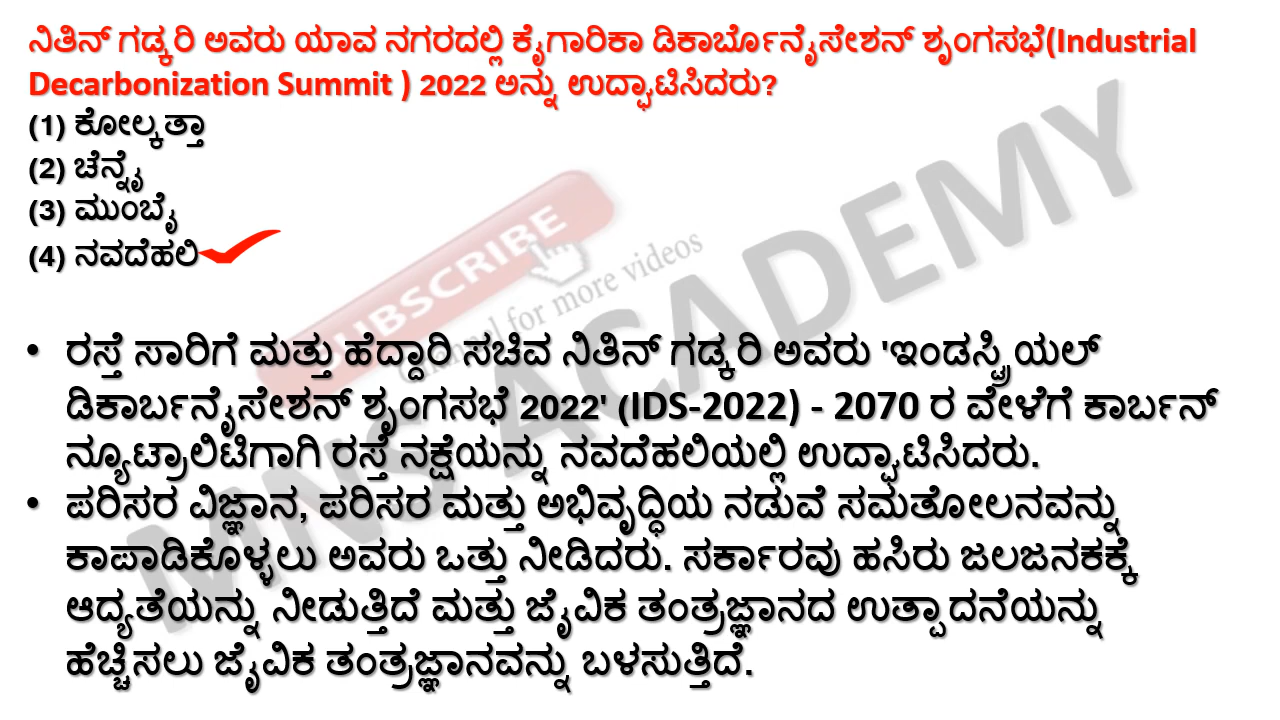 ನಿತಿನ್ ಗಡ್ಕರಿ ಅವರು ಯಾವ ನಗರದಲ್ಲಿ ಕೈಗಾರಿಕಾ ಡಿಕಾರ್ಬೊನೈಸೇಶನ್ ಶೃಂಗಸಭೆ(Industrial
Decarbonization Summit ) 2022 ಅನ್ನು ಉದ್ಘಾಟಿಸಿದರು?
(1) ಕೋಲ್ಕತ್ತಾ
(2) ಚೆನ್ನೈ
(3) ಮುಂಬೈ
(4) ನವದೆಹಲಿ
• ರಸ್ತೆ ಸಾರಿಗೆ ಮತ್ತು ಹೆದ್ದಾರಿ ಸಚಿವ ನಿತಿನ್ ಗಡ್ಕರಿ ಅವರು 'ಇಂಡಸ್ಟ್ರಿಯಲ್
ಡಿಕಾರ್ಬನೈಸೇಶನ್ ಶೃಂಗಸಭೆ 2022' (IDS-2022) - 2070 ರ ವೇಳೆಗೆ ಕಾರ್ಬನ್
ನ್ಯೂಟ್ರಾಲಿಟಿಗಾಗಿ ರಸ್ತೆ ನಕ್ಷೆಯನ್ನು ನವದೆಹಲಿಯಲ್ಲಿ ಉದ್ಘಾಟಿಸಿದರು.
• ಪರಿಸರ ವಿಜ್ಞಾನ, ಪರಿಸರ ಮತ್ತು ಅಭಿವೃದ್ಧಿಯ ನಡುವೆ ಸಮತೋಲನವನ್ನು
ಕಾಪಾಡಿಕೊಳ್ಳಲು ಅವರು ಒತ್ತು ನೀಡಿದರು. ಸರ್ಕಾರವು ಹಸಿರು ಜಲಜನಕಕ್ಕೆ
ಆದ್ಯತೆಯನ್ನು ನೀಡುತ್ತಿದೆ ಮತ್ತು ಜೈವಿಕ ತಂತ್ರಜ್ಞಾನದ ಉತ್ಪಾದನೆಯನ್ನು
ಹೆಚ್ಚಿಸಲು ಜೈವಿಕ ತಂತ್ರಜ್ಞಾನವನ್ನು ಬಳಸುತ್ತಿದೆ.
SUBSCRIBE
Channel for more videos
MNS ACADEMY